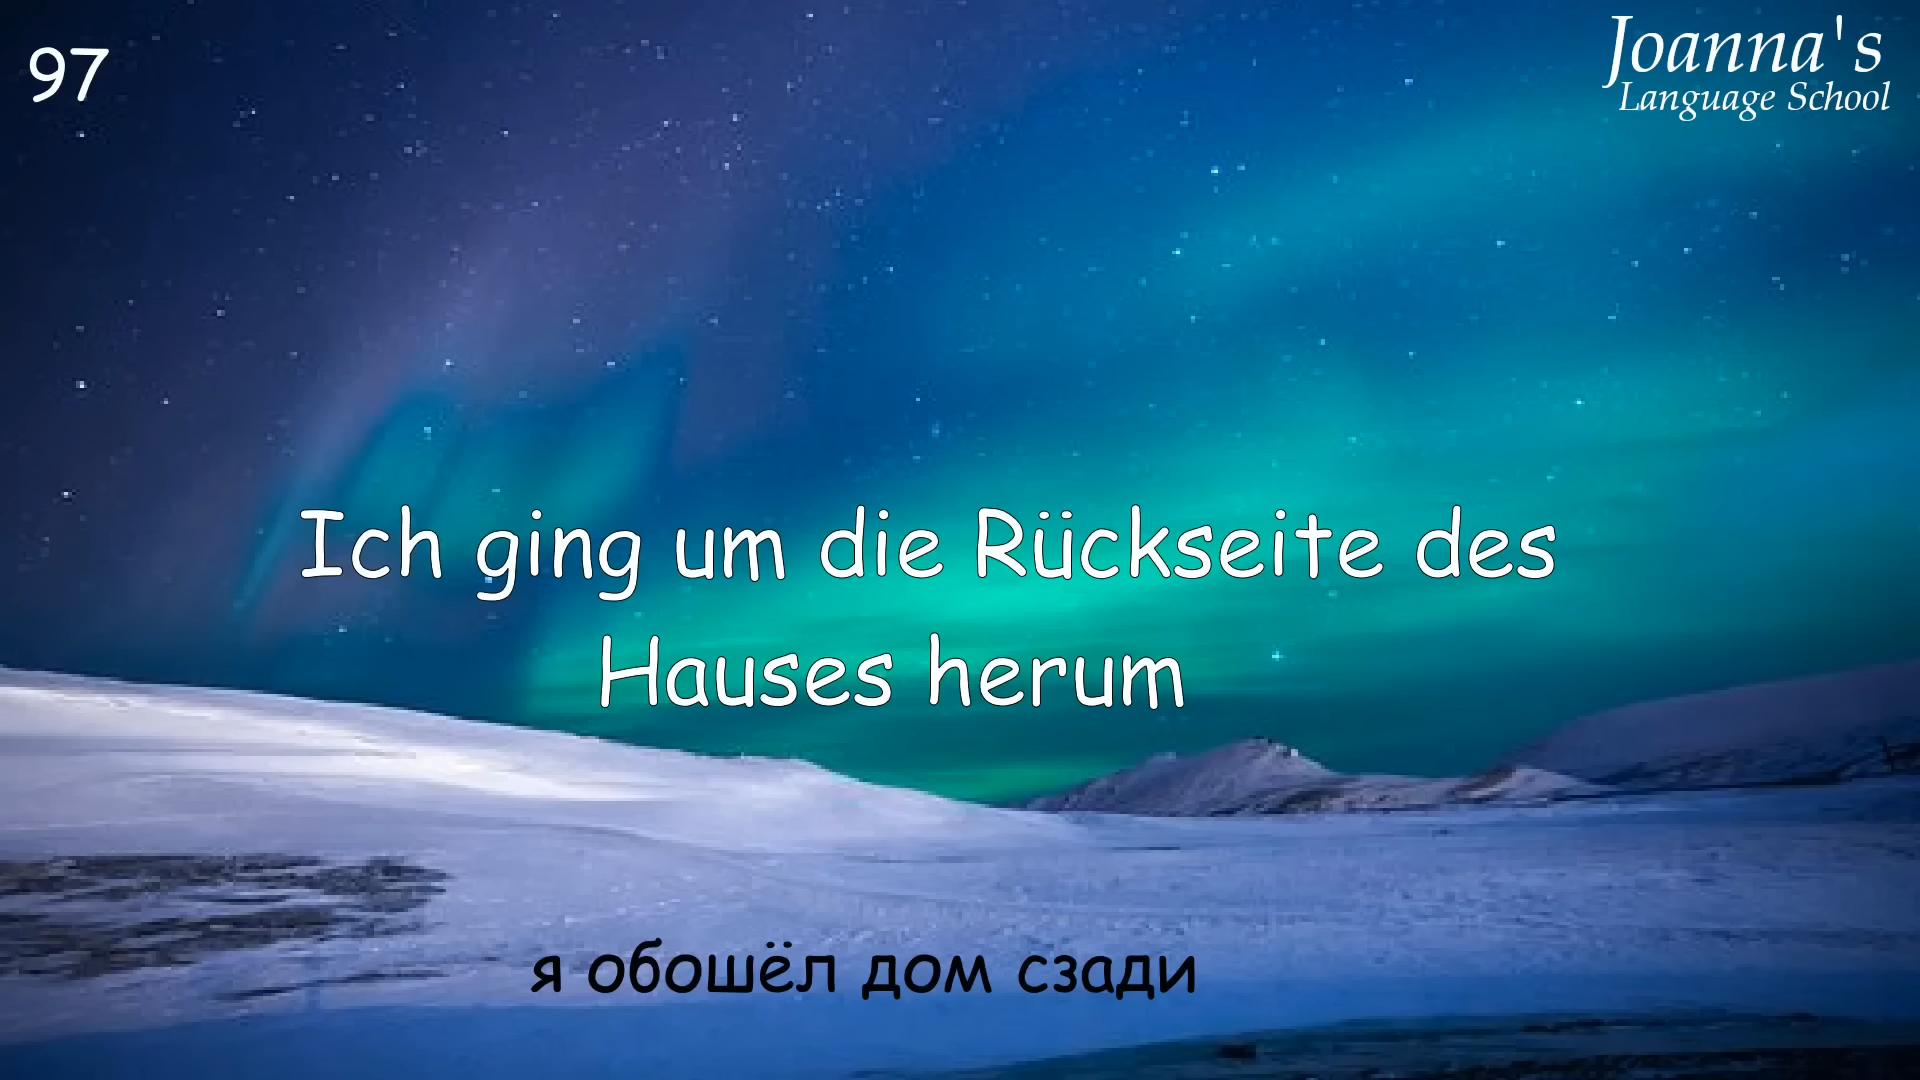 97
Joanna's
Language School
Ich ging um die Rückseite des
Hauses herum
я обошёл дом сзади